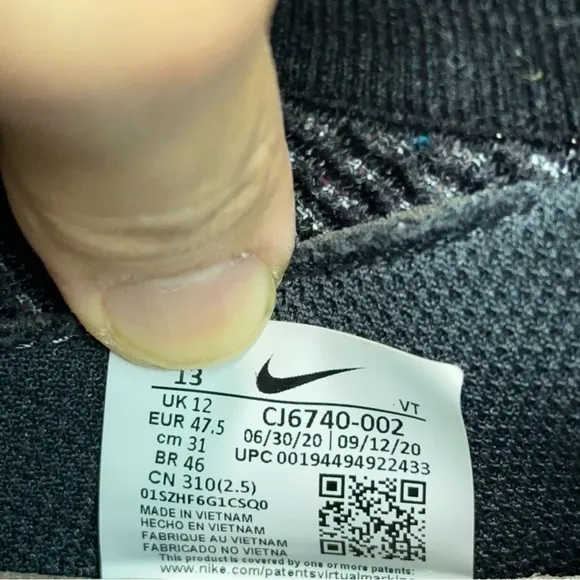 13
UK 12
EUR 47.5
cm 31
BR 46
CN 310(2.5)
VT
CJ6740-002
06/30/20 | 09/12/20
UPC 00194494922433
01SZHF6G1CSQ0
MADE IN VIETNAM
HECHO EN VIETNAM
FABRIQUE AU VIETNAM
FABRICADO NO VIETNA
This product is covered by one or more patents:
www.nike.com/patentsvirtualmarking